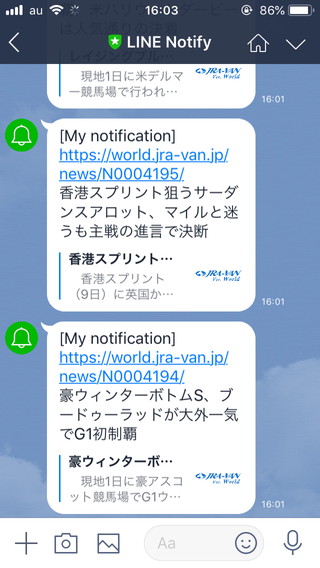 au 16:03 86%
LINE Notify
は人気通りの決着
現地1日に米デルマ
ー競馬場で行われ…
JRA-VAN
Ver. World
16:01
[My notification]
https://world.jra-van.jp/
news/N0004195/
香港スプリント狙うサーダ
ンスアロット、マイルと迷
うも主戦の進言で決断
香港スプリント…
香港スプリント
（9日）に英国か…
JRA-VAN
Ver. World
16:01
[My notification]
https://world.jra-van.jp/
news/N0004194/
豪ウィンターボトムS、ブ
ードゥーラッドが大外一気
でG1初制覇
豪ウィンターボ…
現地1日に豪アスコ
ット競馬場でG1ウ…
JRA-VAN
Ver. World
16:01
Aa